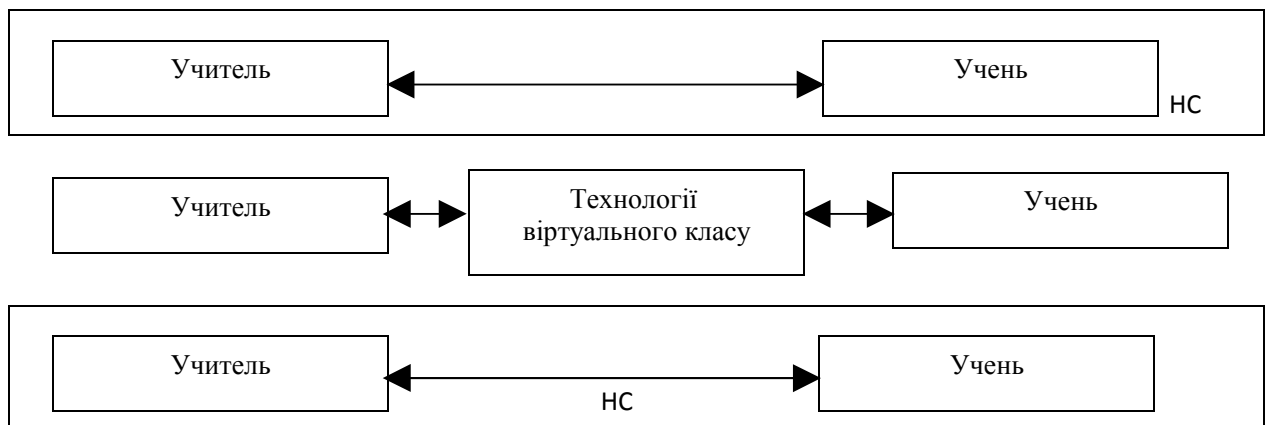 Учитель
Учень
НС
Учитель
Технології
віртуального класу
Учень
Учитель
Учень
НС